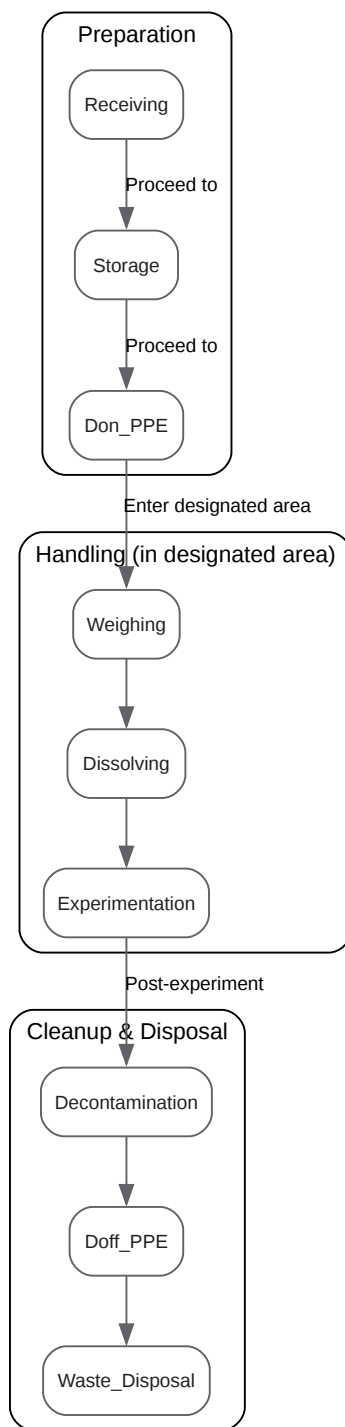 Preparation
Receiving
Proceed to
Storage
Proceed to
Don_PPE
Enter designated area
Handling (in designated area)
Weighing
Dissolving
Experimentation
Post-experiment
Cleanup & Disposal
Decontamination
Doff_PPE
Waste_Disposal